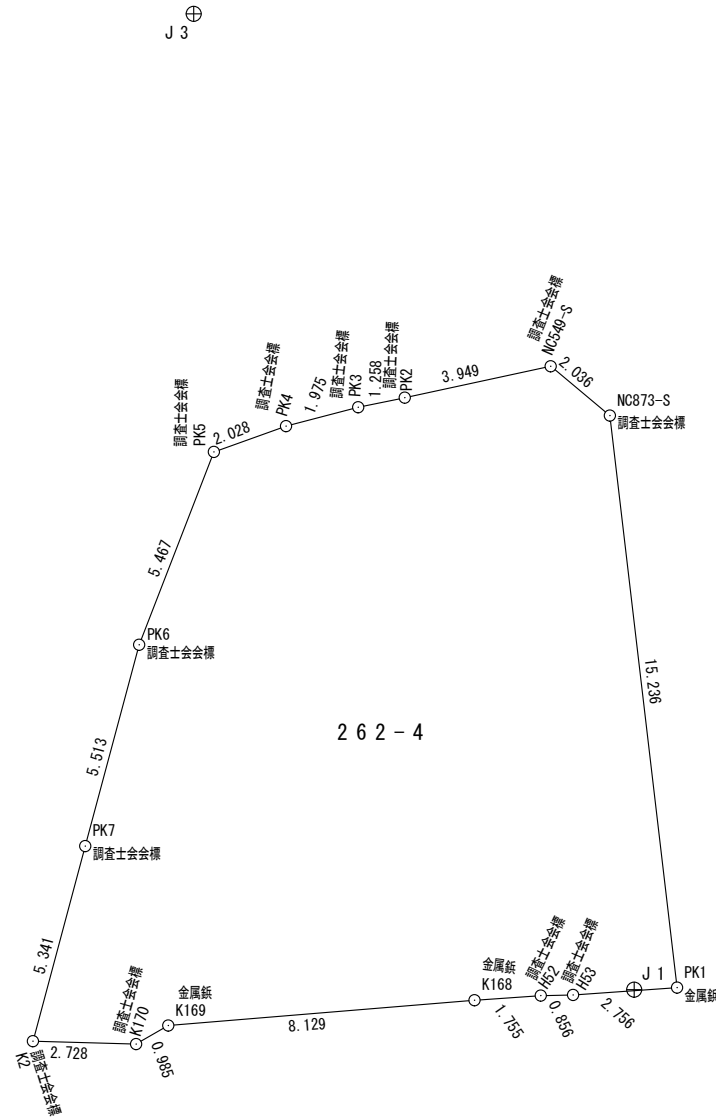 J 3
調査士会会標
NC549-S
2.036
NC873-S
調査士会会標
3.949
調査士会会標
PK2
1.258
調査士会会標
PK3
1.975
調査士会会標
PK4
2.028
調査士会会標
PK5
5.467
PK6
調査士会会標
15.236
262-4
5.513
PK7
調査士会会標
5.341
J 1
PK1
金属鋲
2.756
調査士会会標
H53
0.856
調査士会会標
H52
1.755
金属鋲
K168
8.129
金属鋲
K169
0.985
調査士会会標
K170
2.728
調査士会会標
K2